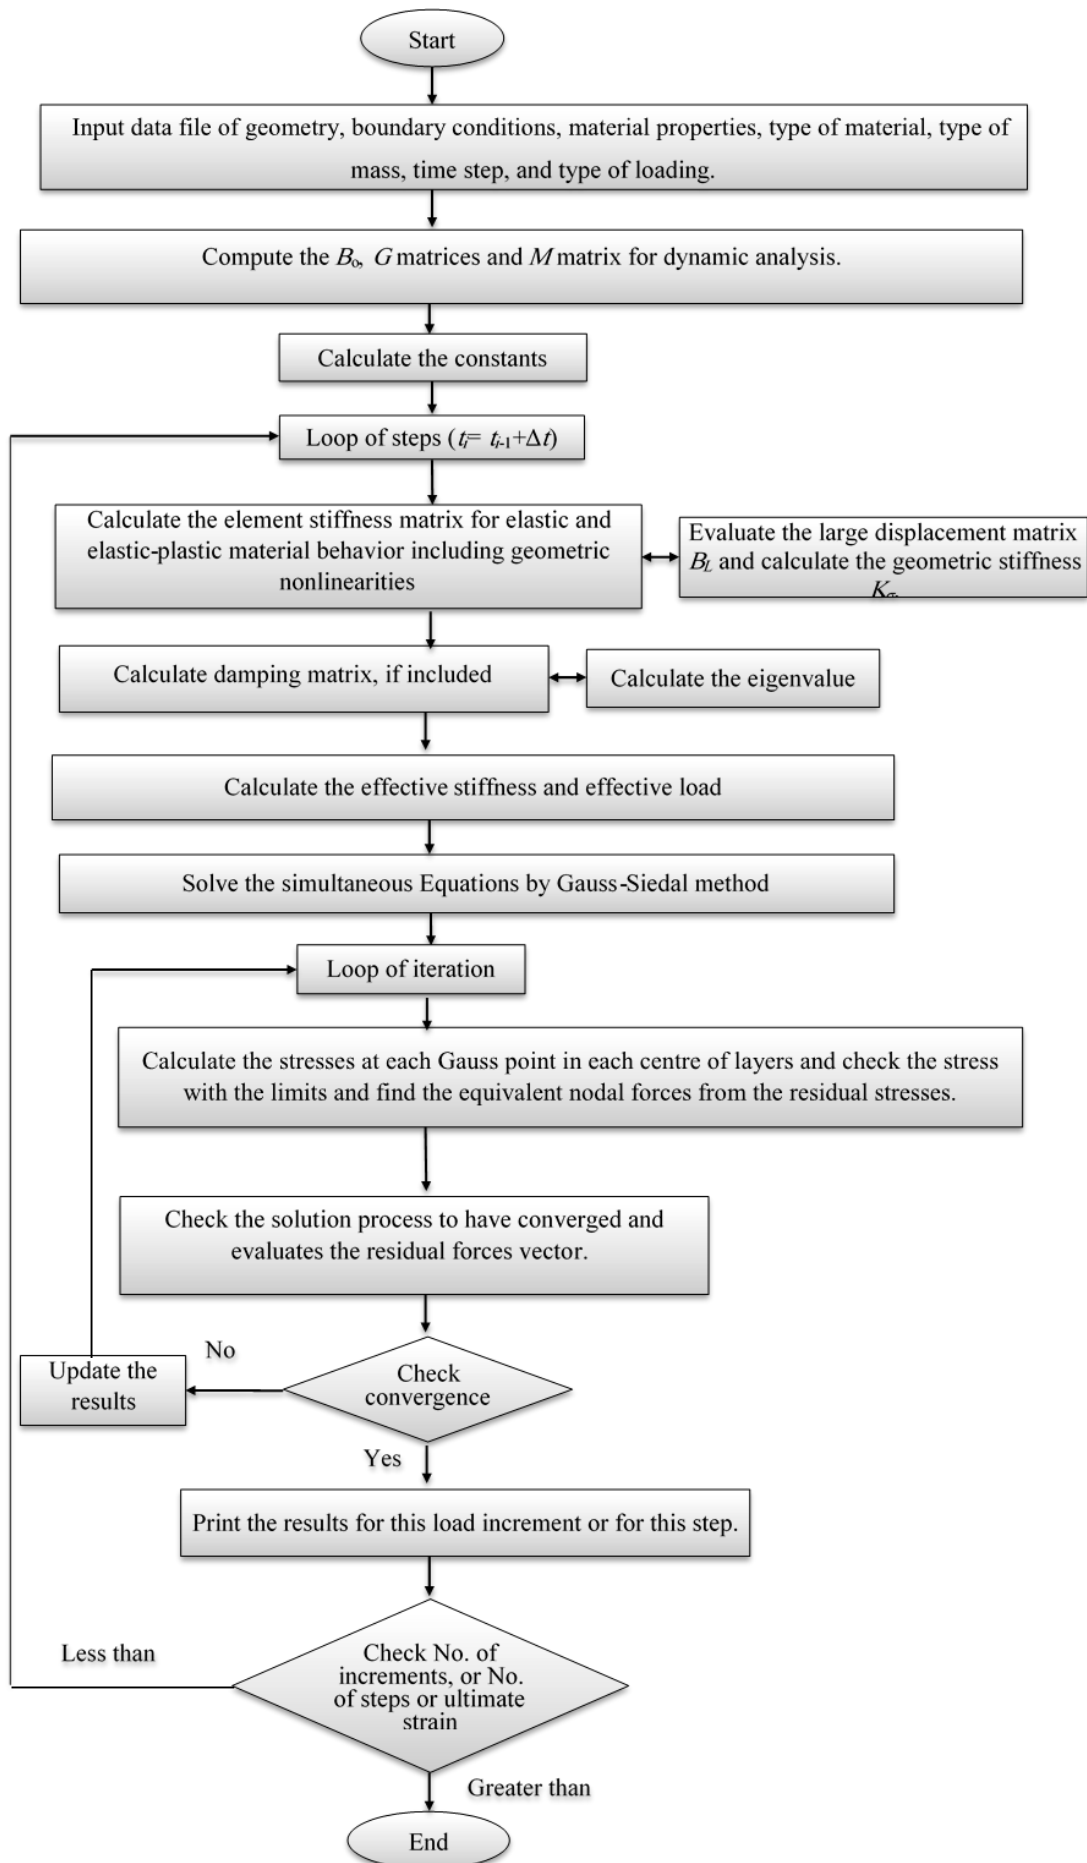 Start
Input data file of geometry, boundary conditions, material properties, type of material, type of
mass, time step, and type of loading.
Compute the Bo, G matrices and M matrix for dynamic analysis.
Calculate the constants
Loop of steps (ti= ti-1+Δt)
Calculate the element stiffness matrix for elastic and
elastic-plastic material behavior including geometric
nonlinearities
Evaluate the large displacement matrix
BL and calculate the geometric stiffness
Kσ.
Calculate damping matrix, if included
Calculate the eigenvalue
Calculate the effective stiffness and effective load
Solve the simultaneous Equations by Gauss-Siedal method
Loop of iteration
Calculate the stresses at each Gauss point in each centre of layers and check the stress
with the limits and find the equivalent nodal forces from the residual stresses.
Check the solution process to have converged and
evaluates the residual forces vector.
No
Update the
results
Check
convergence
Yes
Print the results for this load increment or for this step.
Less than
Check No. of
increments, or No.
of steps or ultimate
strain
Greater than
End